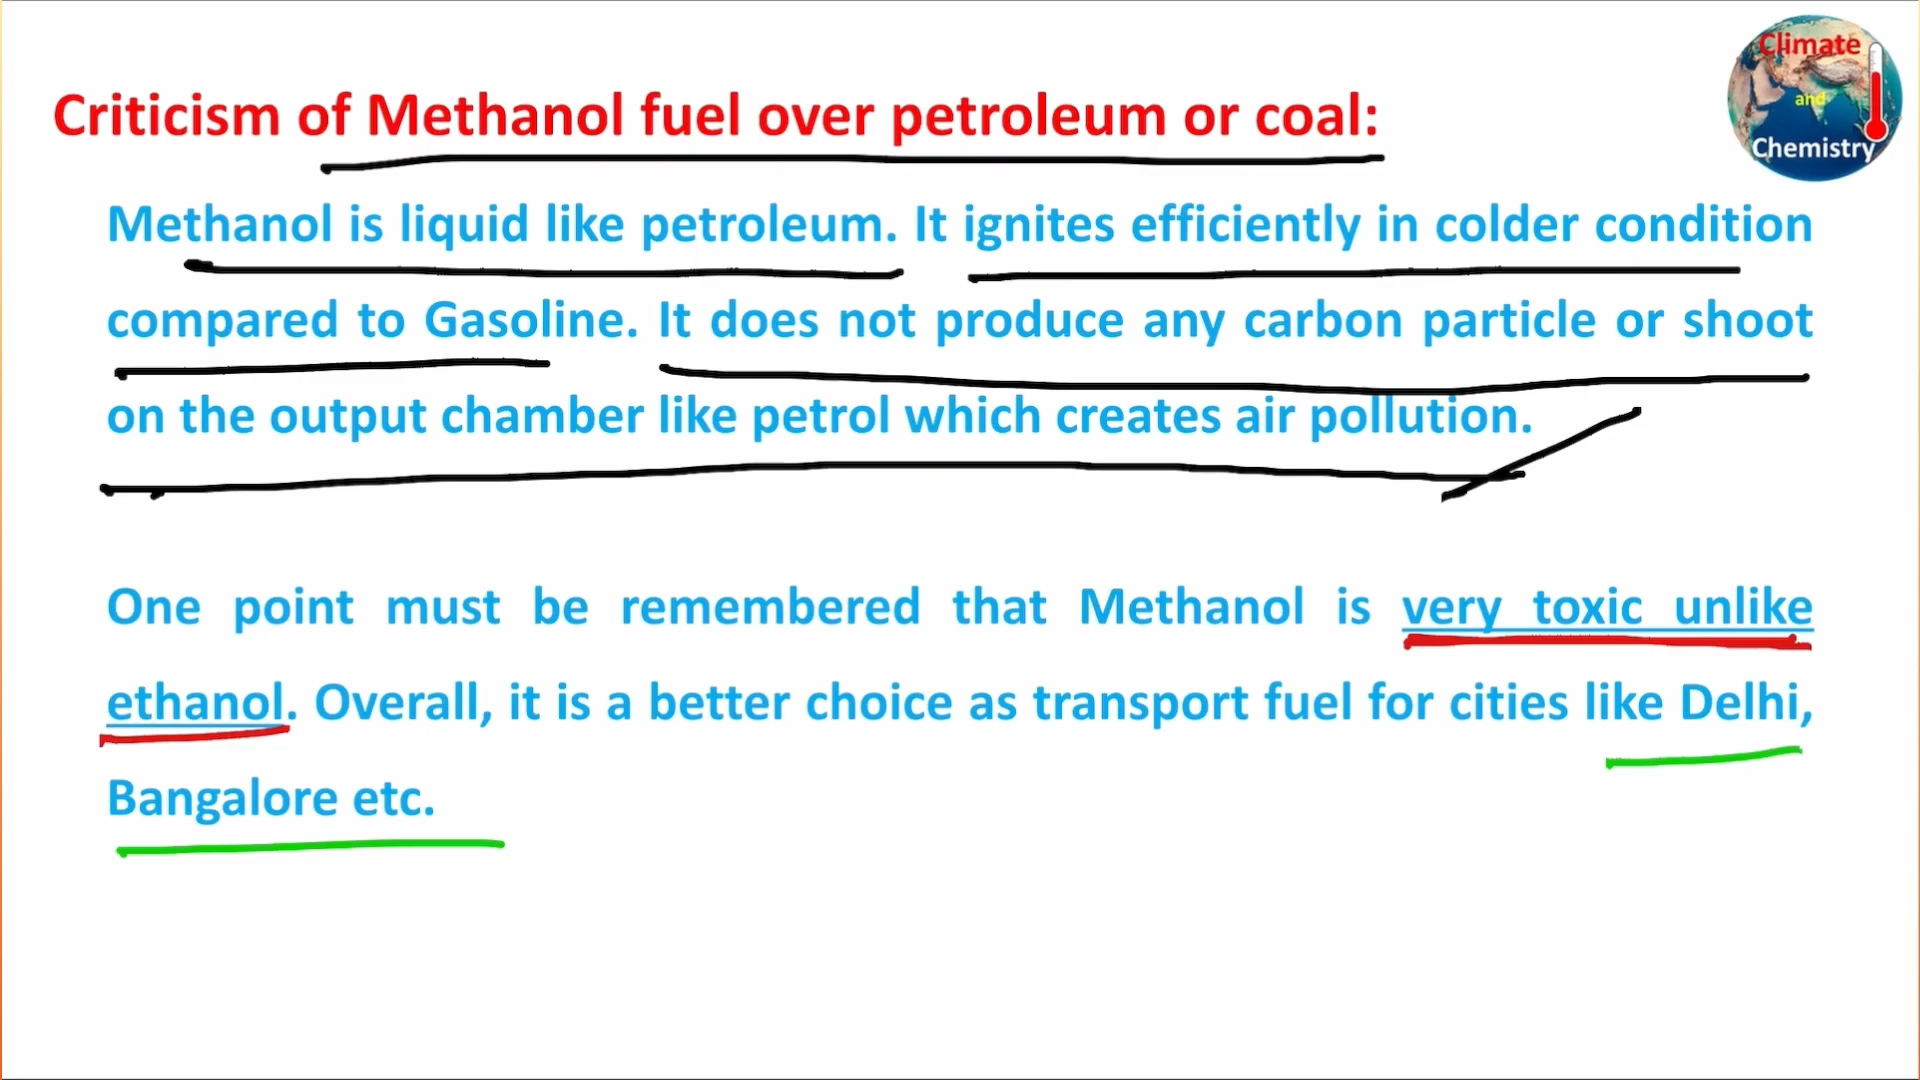 Climate
and
Chemistry
Criticism of Methanol fuel over petroleum or coal:
Methanol is liquid like petroleum. It ignites efficiently in colder condition
compared to Gasoline. It does not produce any carbon particle or shoot
on the output chamber like petrol which creates air pollution.
One point must be remembered that Methanol is very toxic unlike
ethanol. Overall, it is a better choice as transport fuel for cities like Delhi,
Bangalore etc.